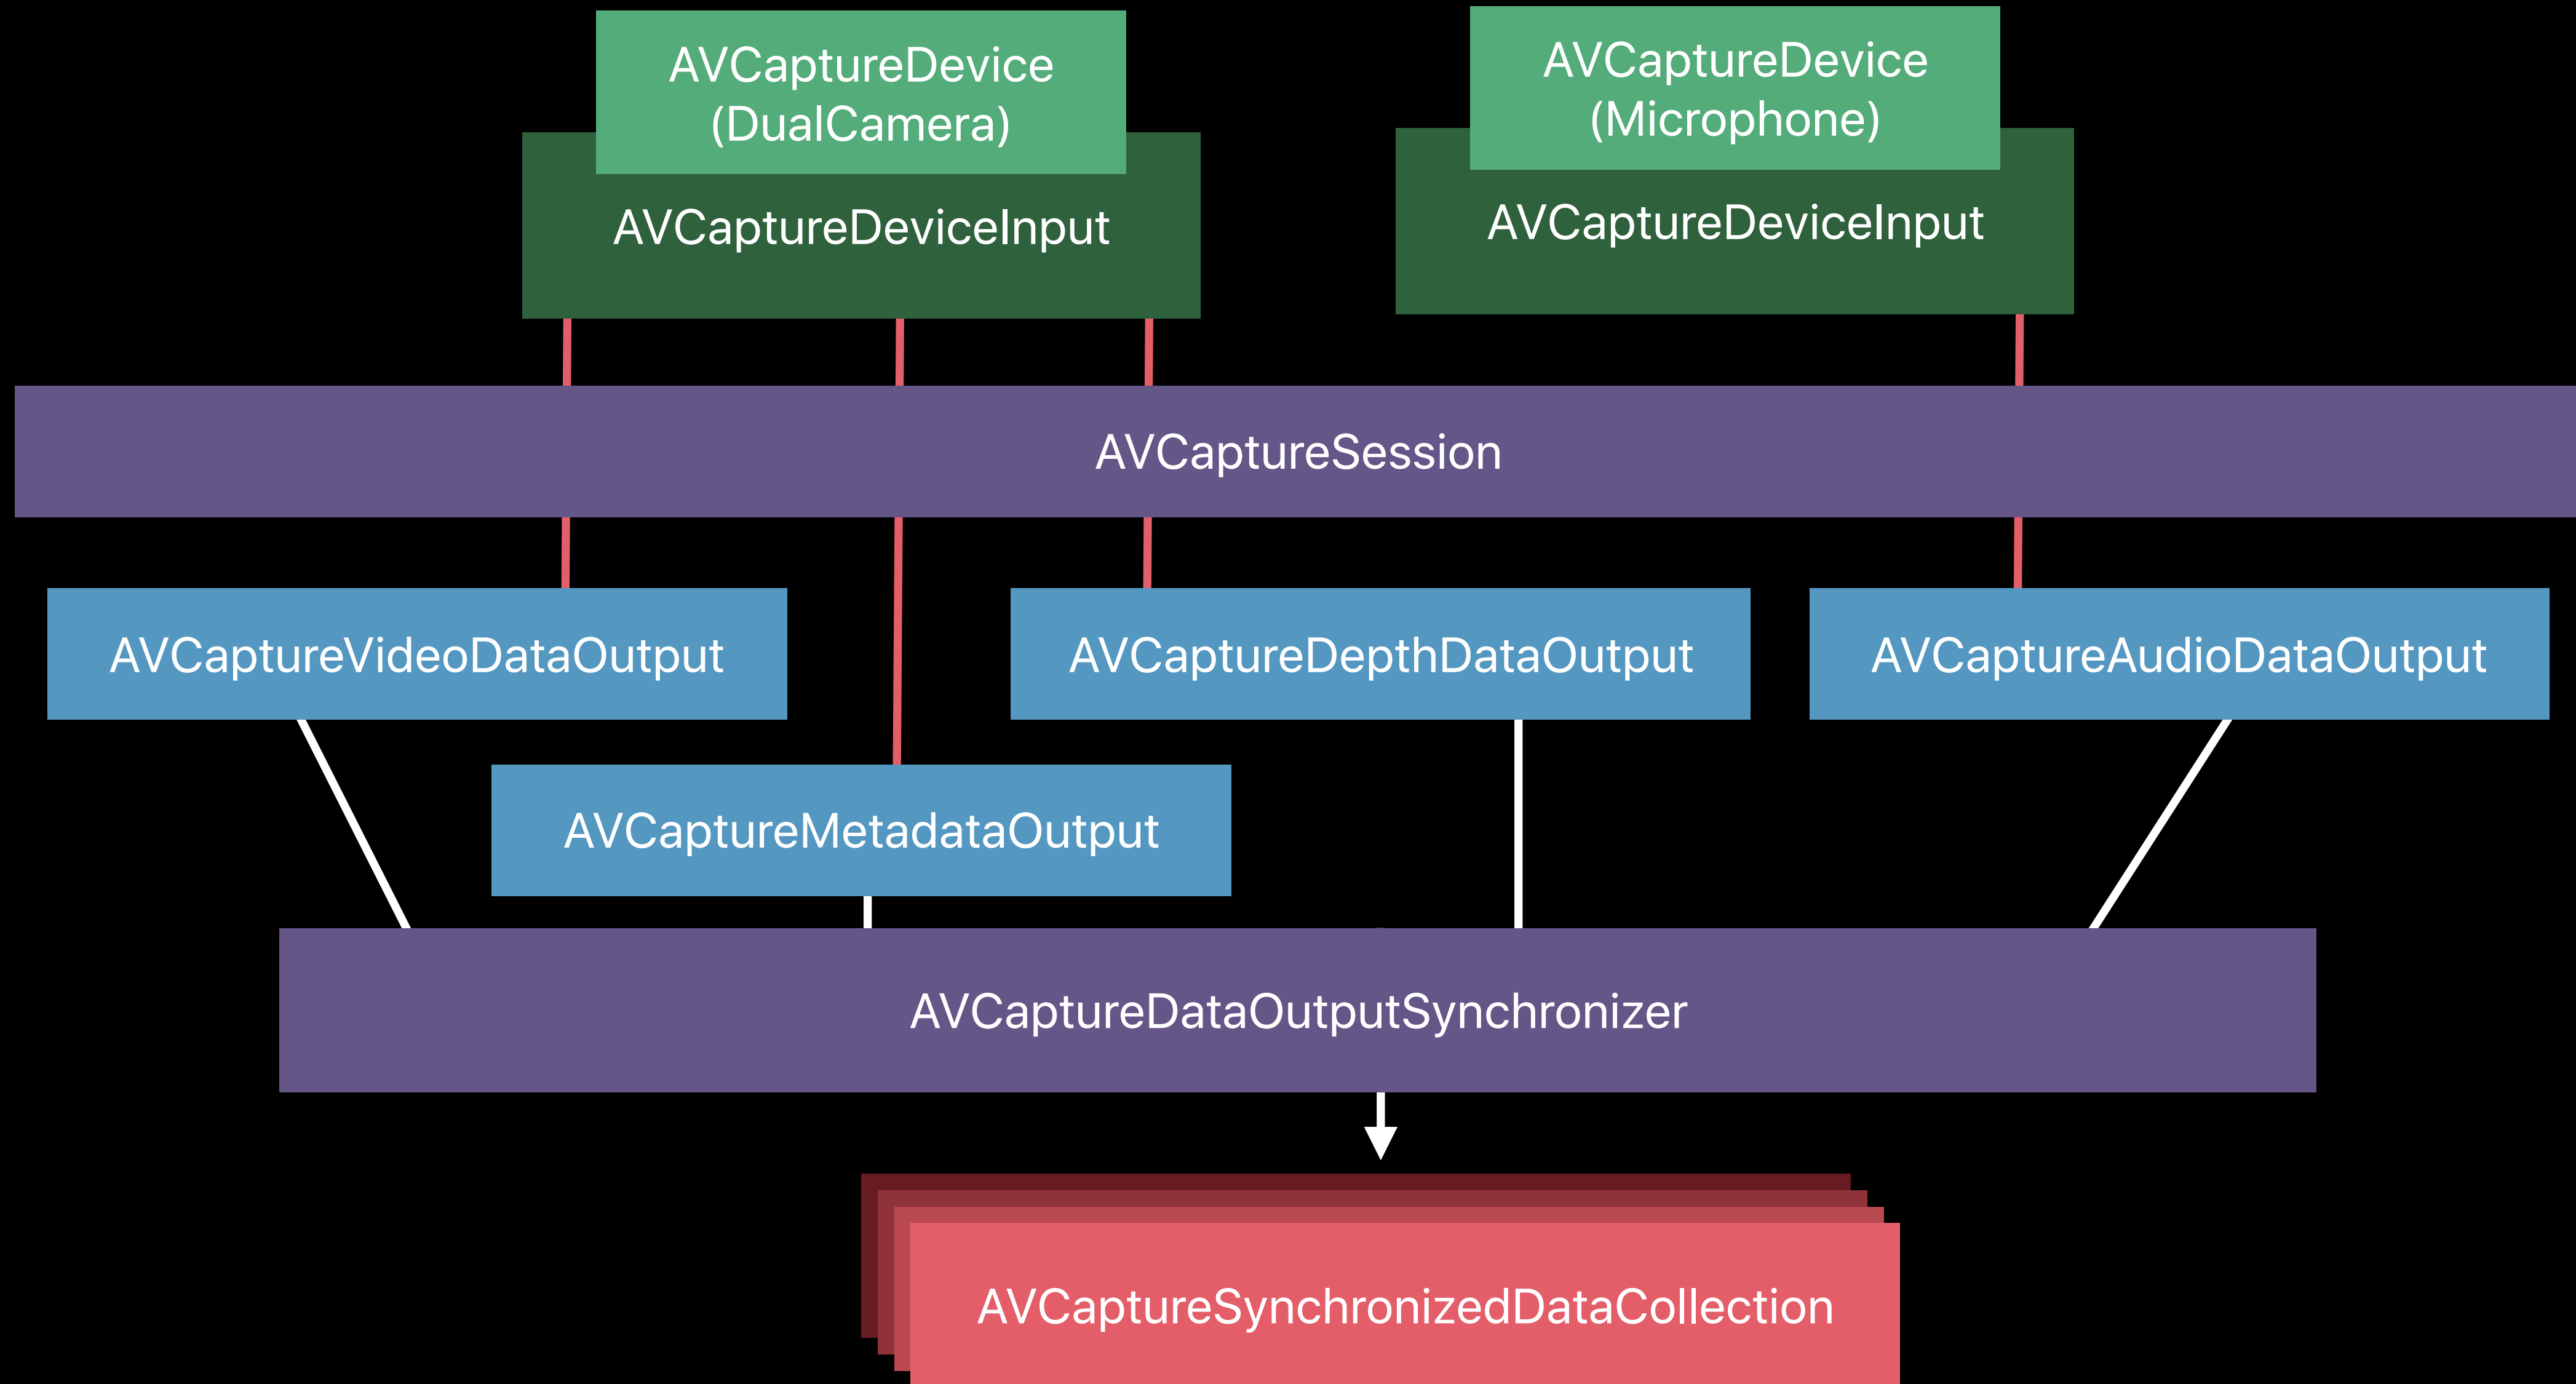 AVCaptureDevice
(DualCamera)
AVCaptureDeviceInput
AVCaptureDevice
(Microphone)
AVCaptureDeviceInput
AVCaptureSession
AVCaptureVideoDataOutput
AVCaptureDepthDataOutput
AVCaptureAudioDataOutput
AVCaptureMetadataOutput
AVCaptureDataOutputSynchronizer
AVCaptureSynchronizedDataCollection